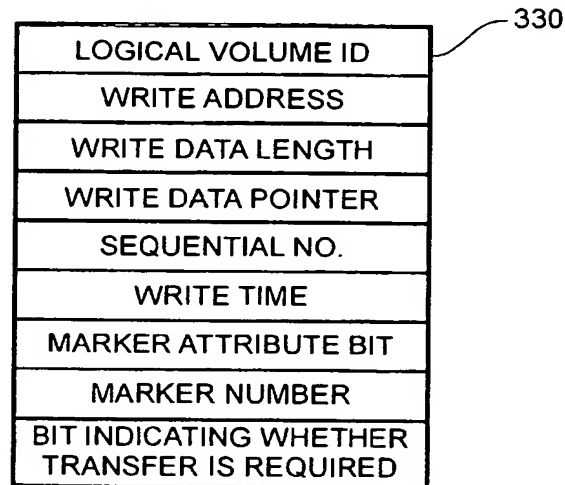 330
LOGICAL VOLUME ID
WRITE ADDRESS
WRITE DATA LENGTH
WRITE DATA POINTER
SEQUENTIAL NO.
WRITE TIME
MARKER ATTRIBUTE BIT
MARKER NUMBER
BIT INDICATING WHETHER
TRANSFER IS REQUIRED